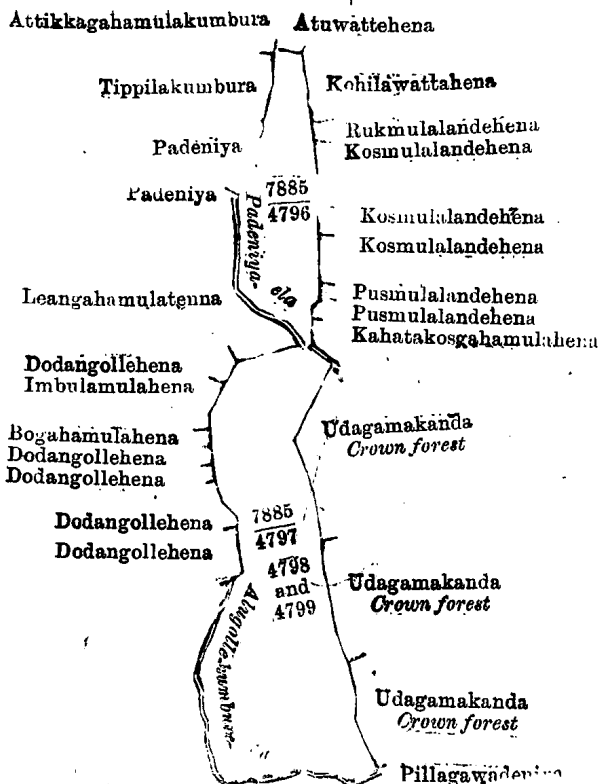 Attikkagahamulakumbura Atuwattehena
Tippilakumbura Kohilawattahena
Rukmulalandehena
Padeniya Kosmulalandehena
Padeniya 7885
4796 Kosmulalandehena
Padeniya-
ela
Kosmulalandehena
Leangahamulatenna Pusmulalandehena
Pusmulalandehena
Kahatakosgahamulahena
Dodangollehena
Imbulamulahena
Bogahamulahena Udagamakanda
Dodangollehena Crown forest
Dodangollehena
Dodangollehena 7885
4797
Dodangollehena 4798
and
4799
Udagamakanda
Crown forest
Udagamakanda
Crown forest